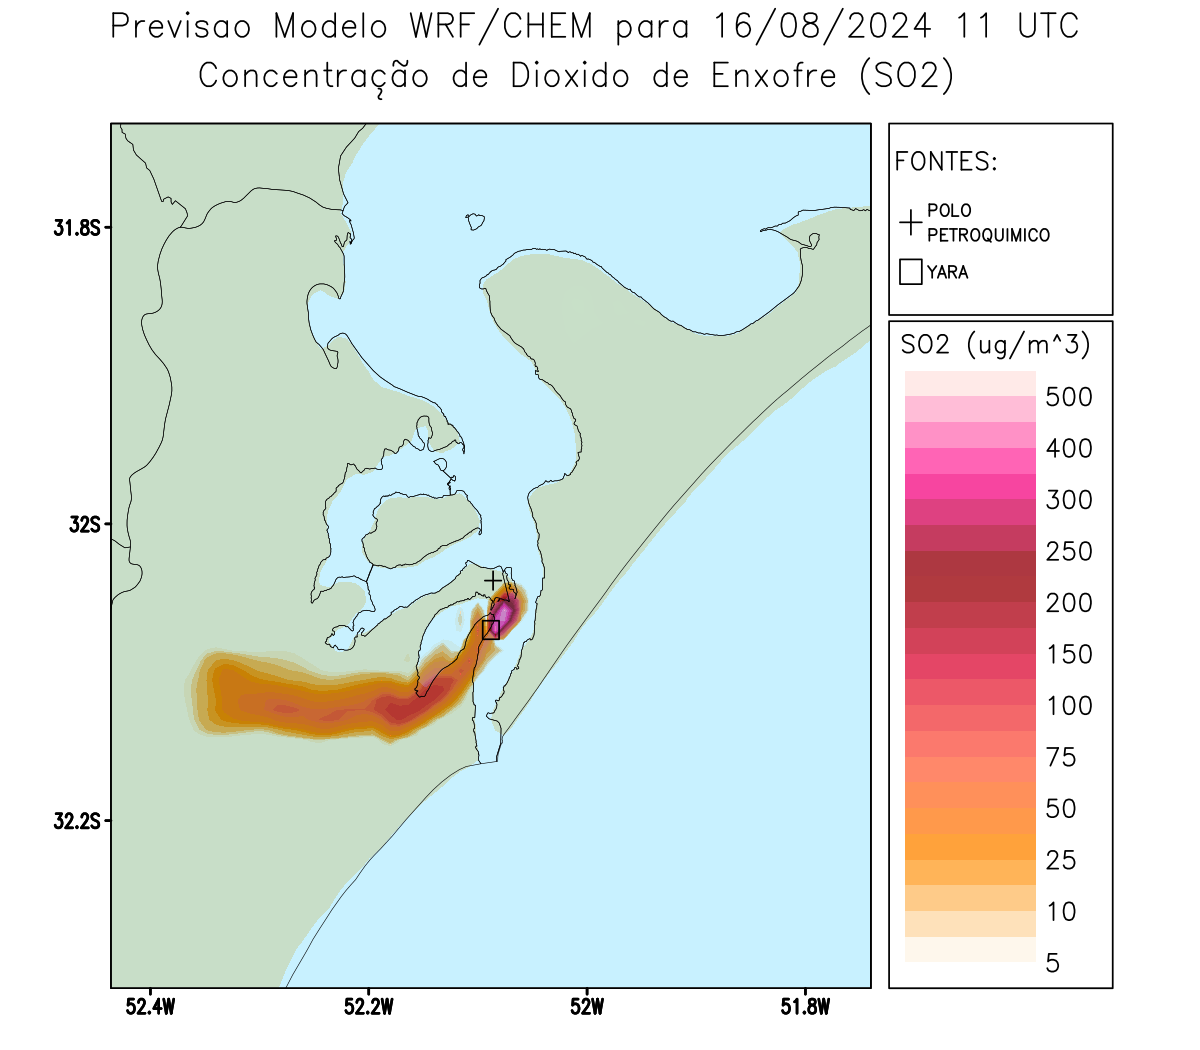 Previsao Modelo WRF/CHEM para 16/08/2024 11 UTC
Concentração de Dioxido de Enxofre (SO2)
FONTES:
POLO
PETROQUIMICO
YARA
31.8S
32S
32.2S
52.4W
52.2W
52W
51.8W
SO2 (ug/m^3)
500
400
300
250
200
150
100
75
50
25
10
5